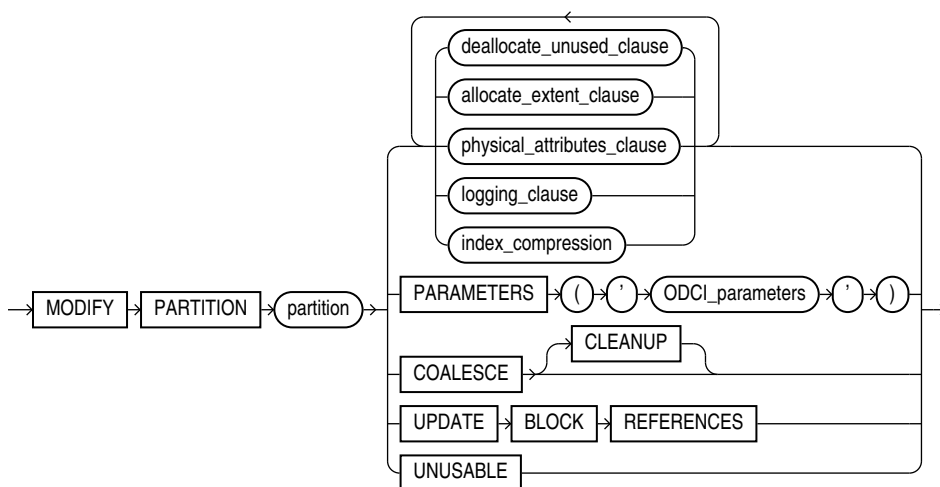 deallocate_unused_clause
allocate_extent_clause
physical_attributes_clause
logging_clause
index_compression
MODIFY PARTITION partition PARAMETERS ( ' ODCI_parameters ' )
CLEANUP
COALESCE
UPDATE BLOCK REFERENCES
UNUSABLE